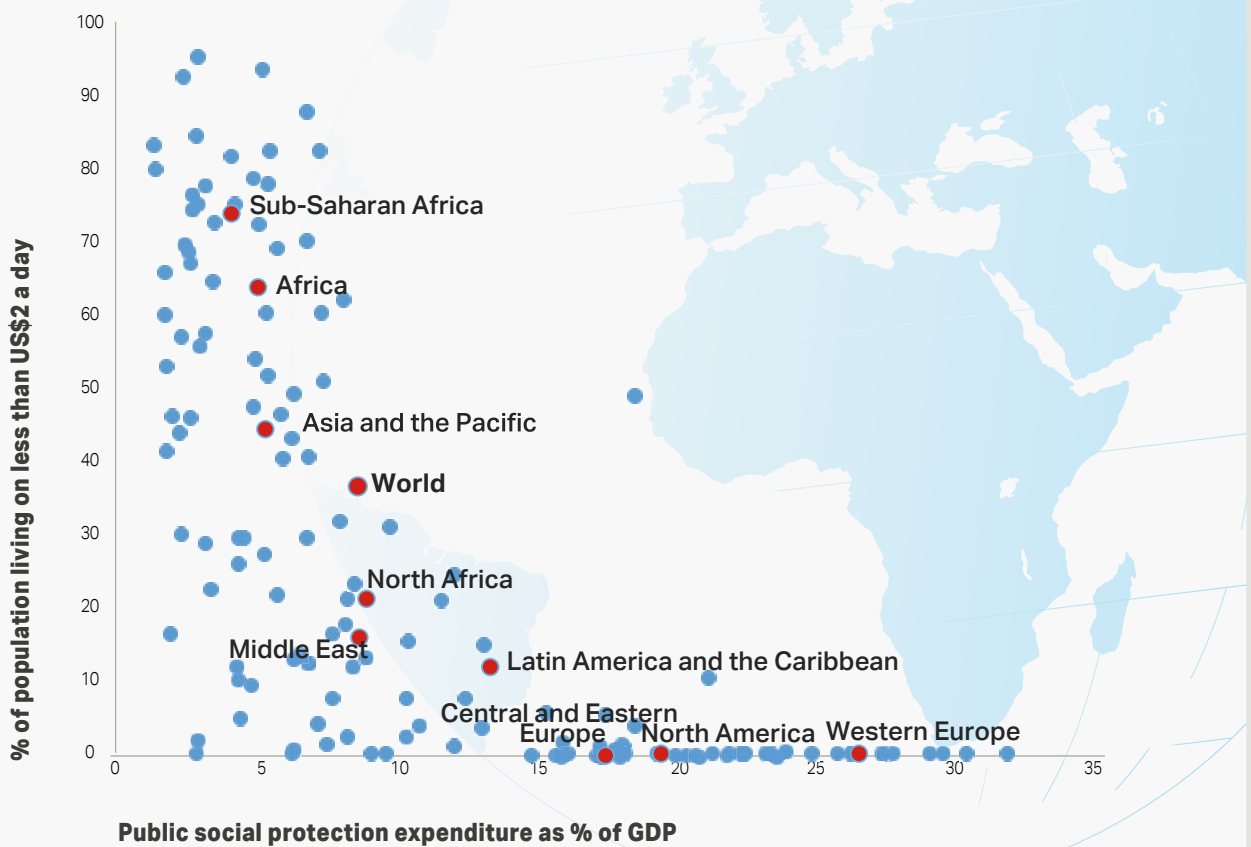 100
90
80
70
60
50
40
30
20
10
0
% of population living on less than US$2 a day
Sub-Saharan Africa
Africa
Asia and the Pacific
World
North Africa
Middle East
Latin America and the Caribbean
Central and Eastern
Europe
North America
Western Europe
0 5 10 15 20 25 30 35
Public social protection expenditure as % of GDP